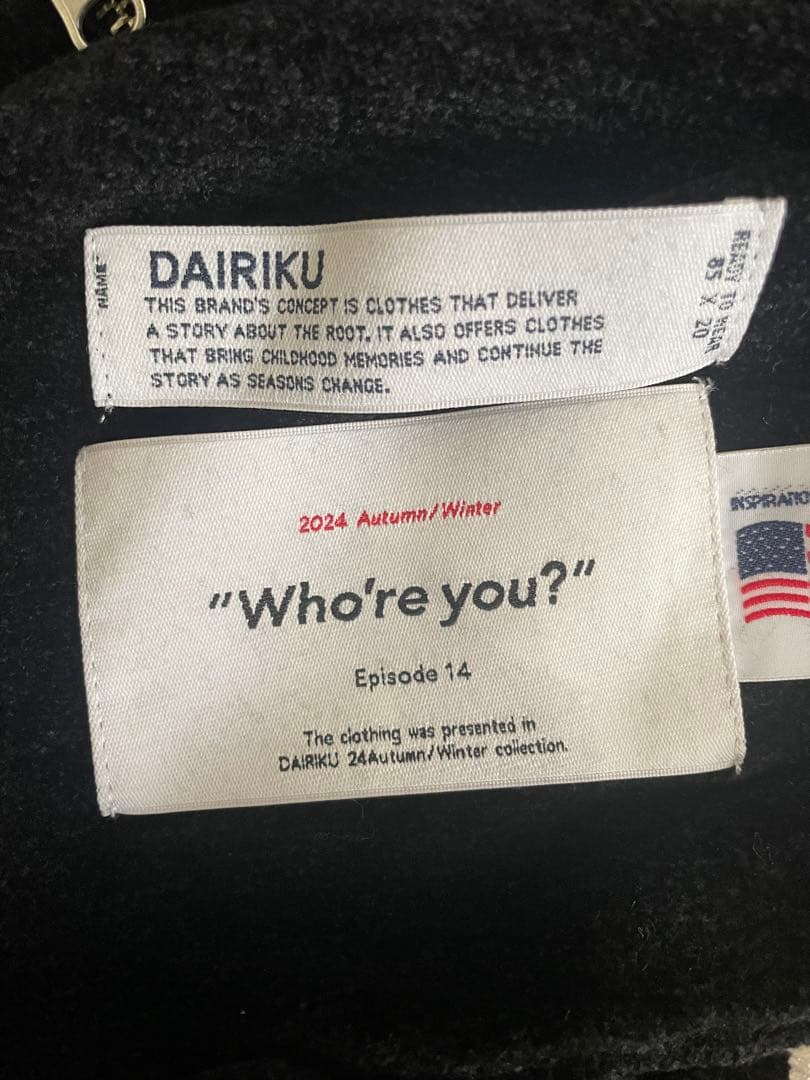 NAME
DAIRIKU
THIS BRAND'S CONCEPT IS CLOTHES THAT DELIVER
A STORY ABOUT THE ROOT. IT ALSO OFFERS CLOTHES
THAT BRING CHILDHOOD MEMORIES AND CONTINUE THE
STORY AS SEASONS CHANGE.
READY TO WEAR
85 X 20
2024 Autumn/Winter
"Who're you?"
Episode 14
The clothing was presented in
DAIRIKU 24Autumn/Winter collection.
INSPIRATIO